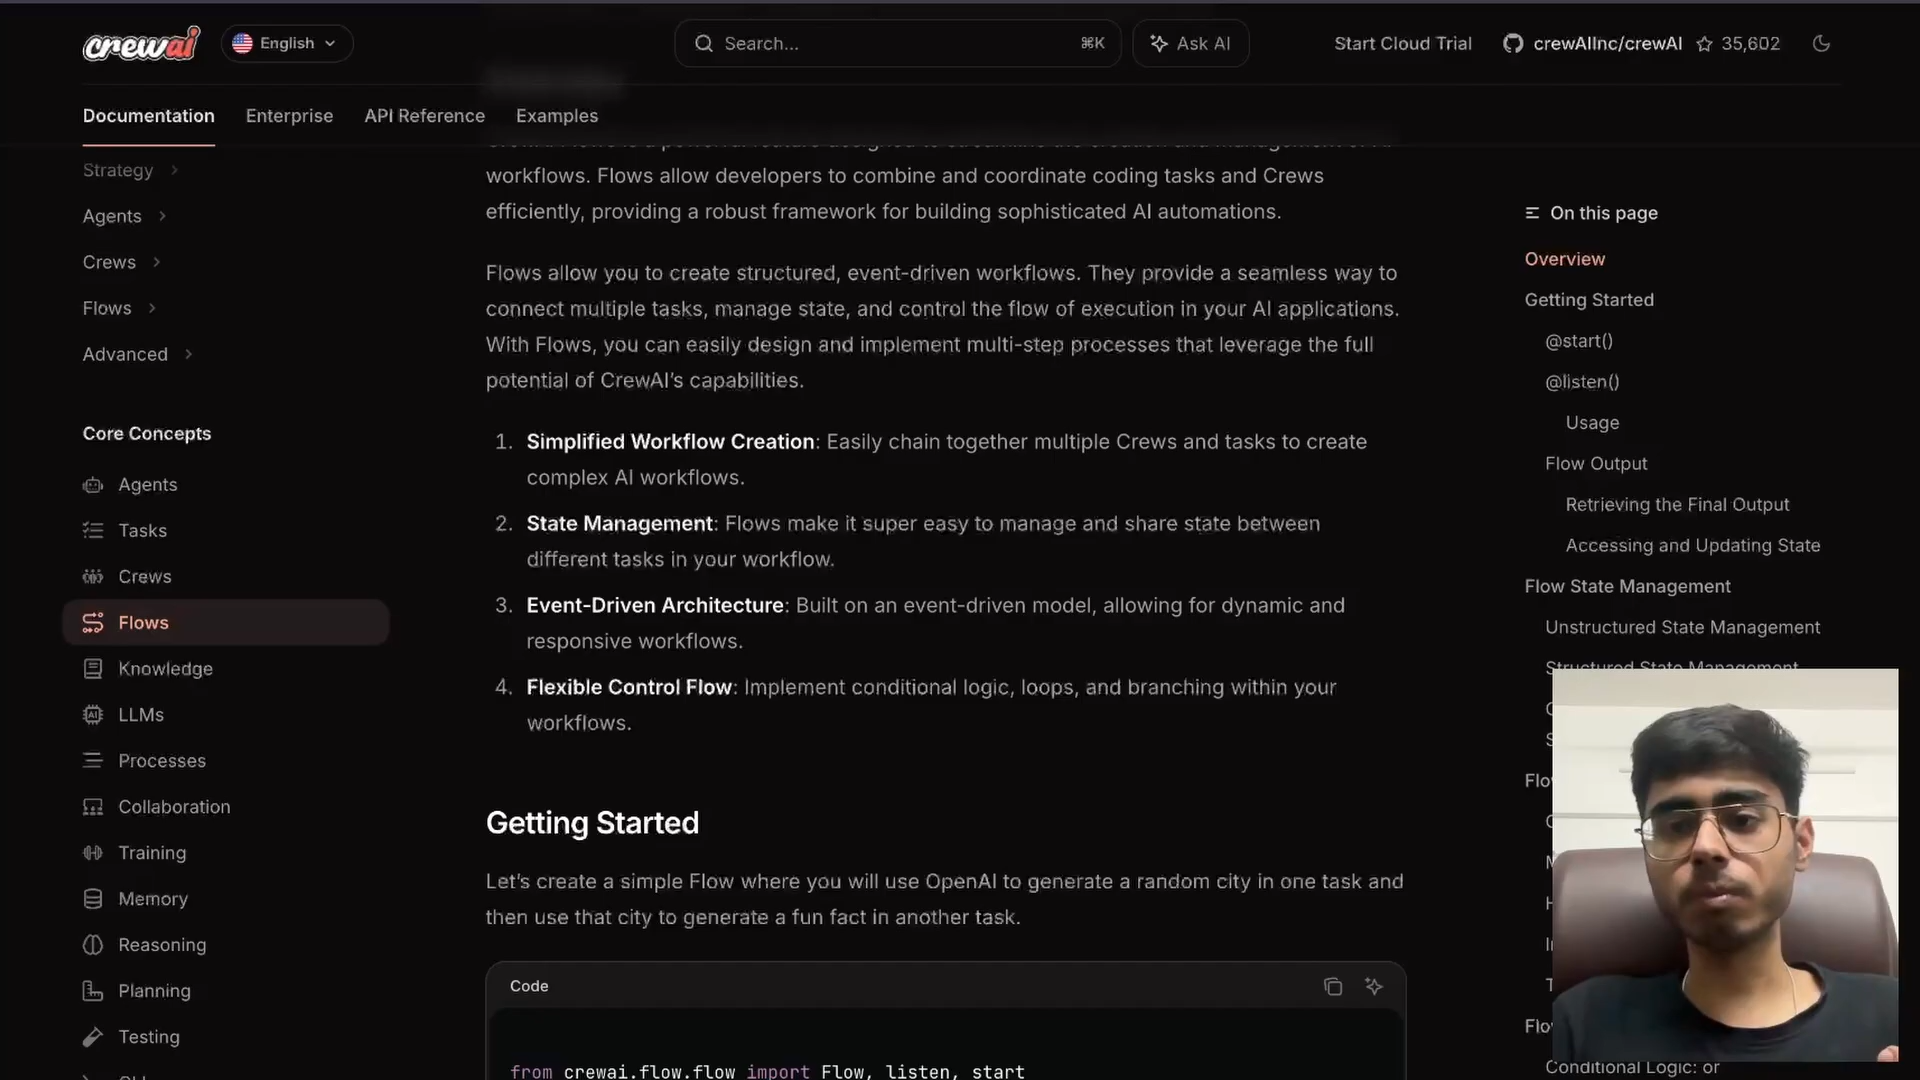 crewai
English
Search...
⌘K
Ask AI
Start Cloud Trial
crewAIInc/crewAI
35,602
Documentation
Enterprise
API Reference
Examples
Strategy
Agents
Crews
Flows
Advanced
Core Concepts
Agents
Tasks
Crews
Flows
Knowledge
LLMs
Processes
Collaboration
Training
Memory
Reasoning
Planning
Testing
workflows. Flows allow developers to combine and coordinate coding tasks and Crews
efficiently, providing a robust framework for building sophisticated AI automations.
Flows allow you to create structured, event-driven workflows. They provide a seamless way to
connect multiple tasks, manage state, and control the flow of execution in your AI applications.
With Flows, you can easily design and implement multi-step processes that leverage the full
potential of CrewAI’s capabilities.
1. Simplified Workflow Creation: Easily chain together multiple Crews and tasks to create
complex AI workflows.
2. State Management: Flows make it super easy to manage and share state between
different tasks in your workflow.
3. Event-Driven Architecture: Built on an event-driven model, allowing for dynamic and
responsive workflows.
4. Flexible Control Flow: Implement conditional logic, loops, and branching within your
workflows.
Getting Started
Let’s create a simple Flow where you will use OpenAI to generate a random city in one task and
then use that city to generate a fun fact in another task.
Code
from crewai.flow.flow import Flow, listen, start
On this page
Overview
Getting Started
@start()
@listen()
Usage
Flow Output
Retrieving the Final Output
Accessing and Updating State
Flow State Management
Unstructured State Management
Structured State Management
Conditional Logic: or